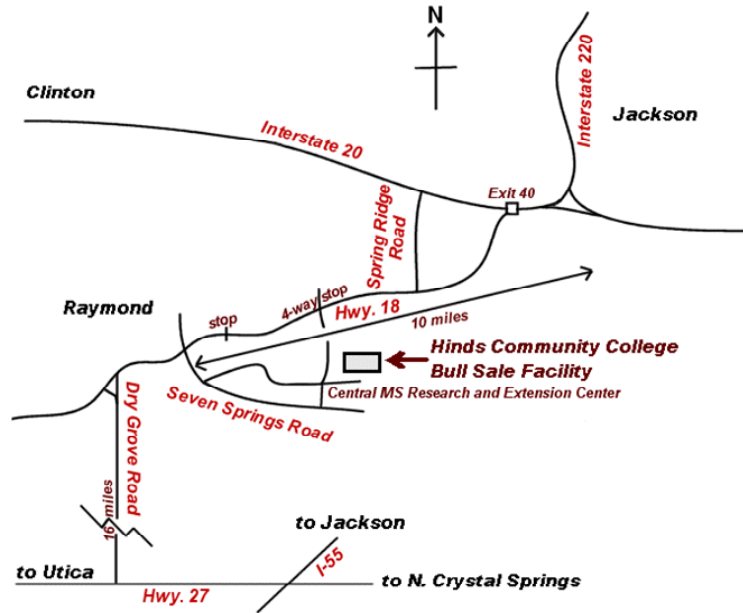 N
Clinton
Interstate 20
Interstate 220
Jackson
Exit 40
Spring Ridge
Road
Raymond
stop
4-way stop
Hwy. 18
10 miles
Hinds Community College
Bull Sale Facility
Central MS Research and Extension Center
Seven Springs Road
Dry Grove Road
16 miles
to Jackson
I-55
to Utica
Hwy. 27
to N. Crystal Springs